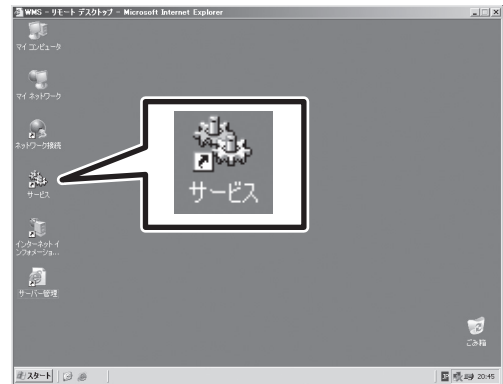 WMS - リモート デスクトップ - Microsoft Internet Explorer
マイ コンピュータ
マイ ネットワーク
ネットワーク接続
サービス
サービス
インターネット イ
ンフォメーショ...
サーバー管理
ごみ箱
スタート
20:45